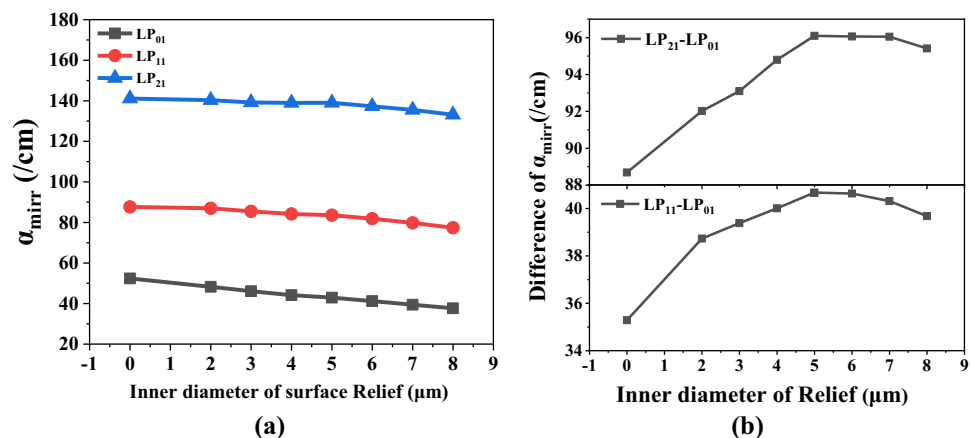 180
160
140
120
100
80
60
40
20
α_mirr (/cm)
LP₀₁
LP₁₁
LP₂₁
-1 0 1 2 3 4 5 6 7 8 9
Inner diameter of surface Relief (μm)
(a)
96
94
92
90
88
LP₂₁-LP₀₁
Difference of α_mirr(/cm)
88
40
38
36
34
LP₁₁-LP₀₁
-1 0 1 2 3 4 5 6 7 8 9
Inner diameter of Relief (μm)
(b)